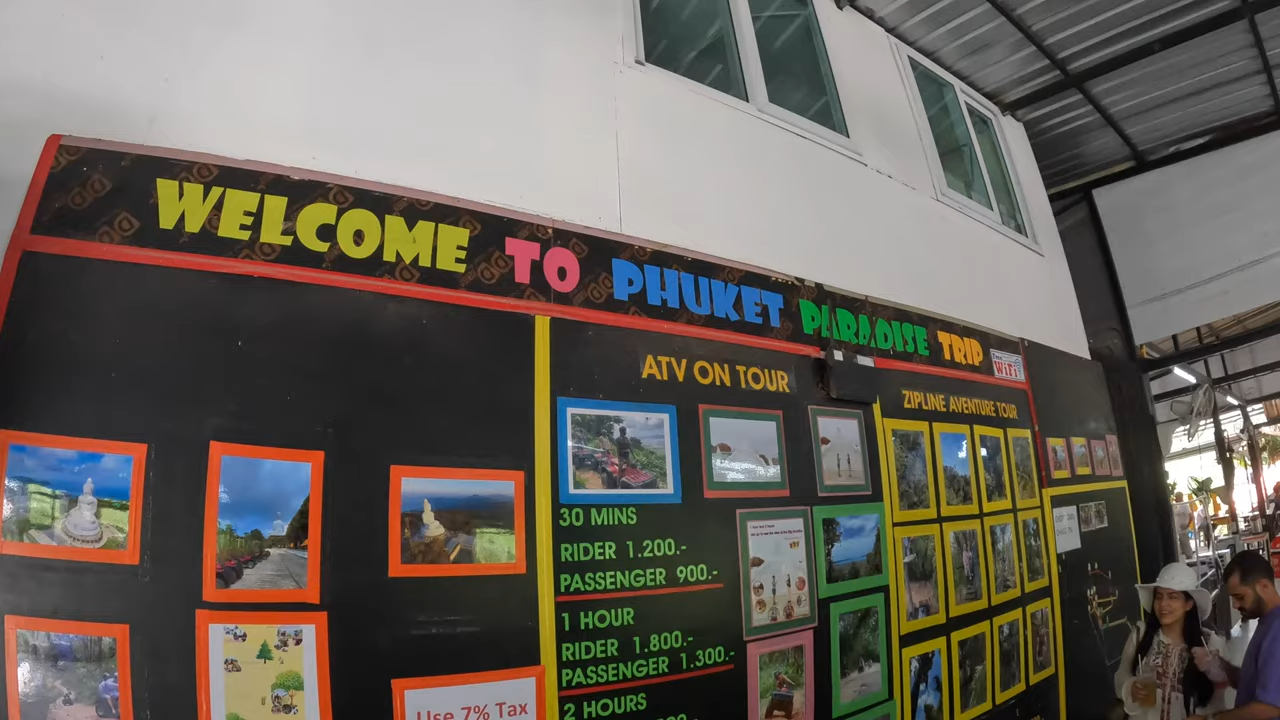 WELCOME TO PHUKET PARADISE TRIP
Free
WiFi
ATV ON TOUR
30 MINS
RIDER 1.200.-
PASSENGER 900.-
1 HOUR
RIDER 1.800.-
PASSENGER 1.300.-
2 HOURS
ZIPLINE AVENTURE TOUR
Use 7% Tax